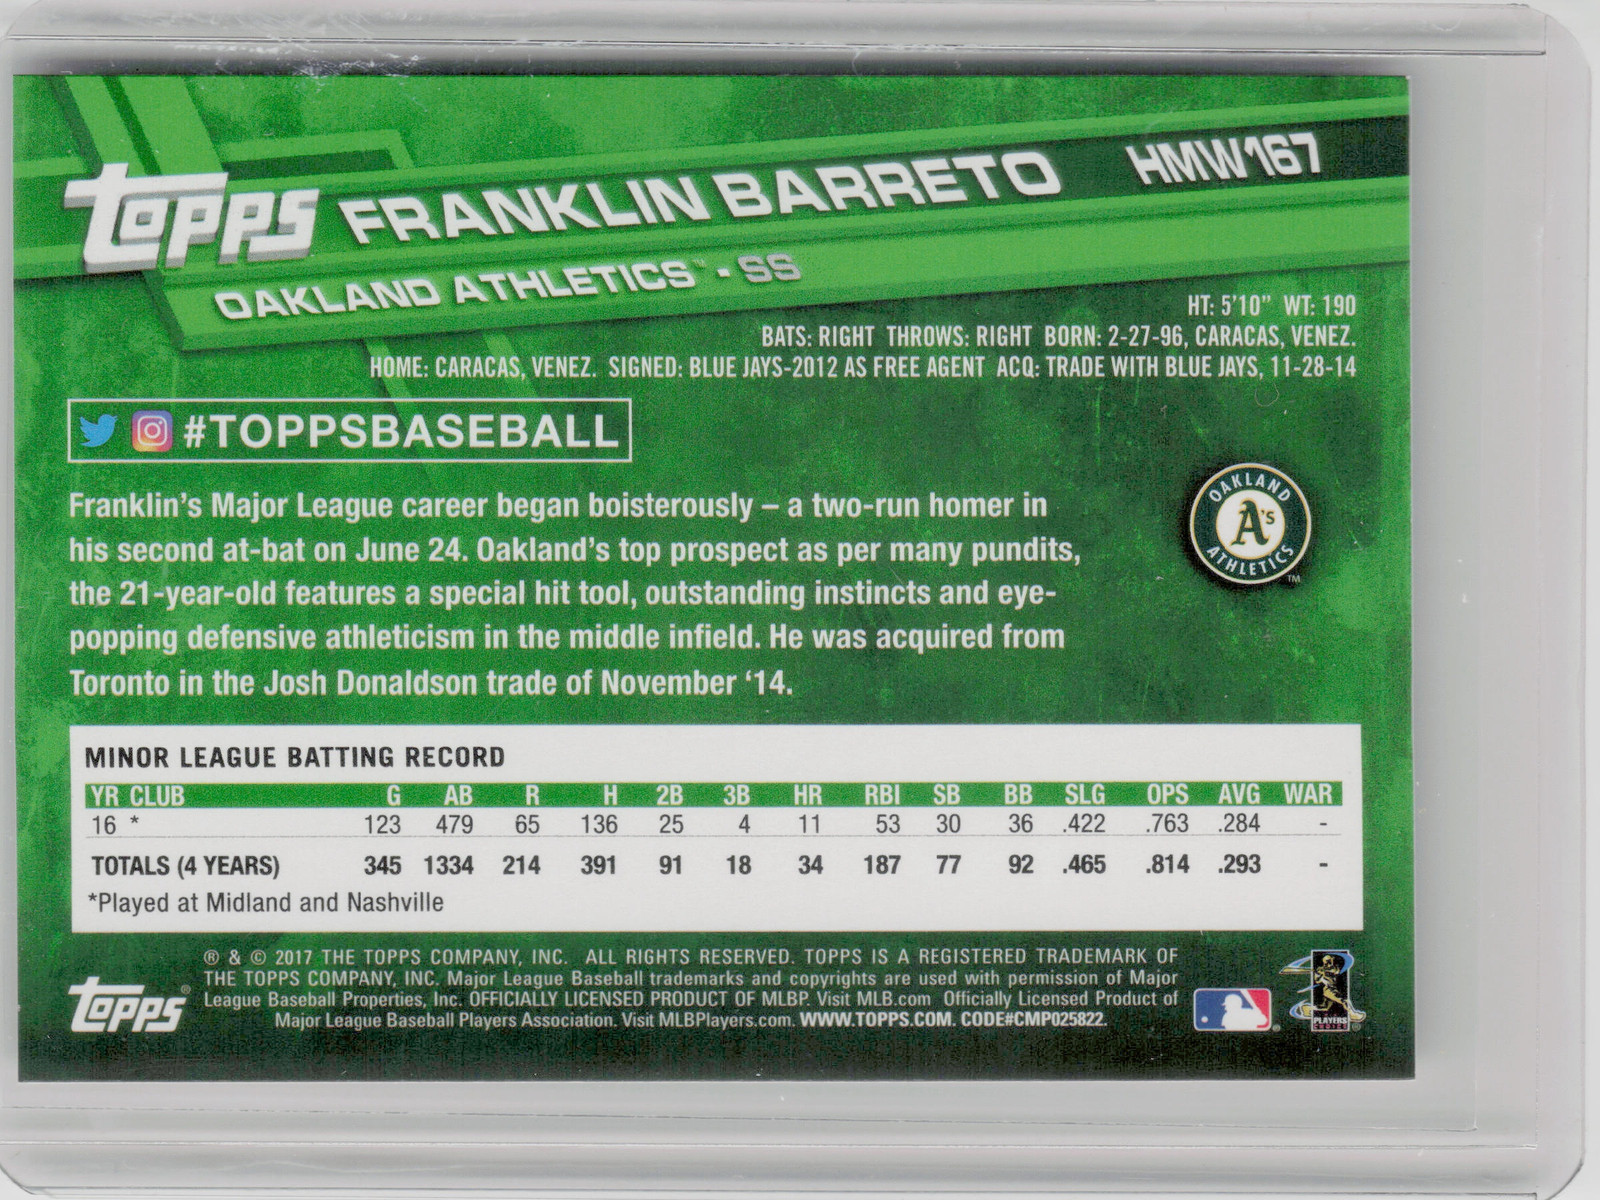 topps FRANKLIN BARRETO HMW167
OAKLAND ATHLETICS™ • SS
HT: 5'10" WT: 190
BATS: RIGHT THROWS: RIGHT BORN: 2-27-96, CARACAS, VENEZ.
HOME: CARACAS, VENEZ. SIGNED: BLUE JAYS-2012 AS FREE AGENT ACQ: TRADE WITH BLUE JAYS, 11-28-14
#TOPPSBASEBALL
Franklin's Major League career began boisterously – a two-run homer in
his second at-bat on June 24. Oakland's top prospect as per many pundits,
the 21-year-old features a special hit tool, outstanding instincts and eye-
popping defensive athleticism in the middle infield. He was acquired from
Toronto in the Josh Donaldson trade of November '14.
OAKLAND A's ATHLETICS TM
MINOR LEAGUE BATTING RECORD
YR CLUB G AB R H 2B 3B HR RBI SB BB SLG OPS AVG WAR
16 * 123 479 65 136 25 4 11 53 30 36 .422 .763 .284 -
TOTALS (4 YEARS) 345 1334 214 391 91 18 34 187 77 92 .465 .814 .293 -
*Played at Midland and Nashville
® & © 2017 THE TOPPS COMPANY, INC. ALL RIGHTS RESERVED. TOPPS IS A REGISTERED TRADEMARK OF
THE TOPPS COMPANY, INC. Major League Baseball trademarks and copyrights are used with permission of Major
League Baseball Properties, Inc. OFFICIALLY LICENSED PRODUCT OF MLBP. Visit MLB.com Officially Licensed Product of
Major League Baseball Players Association. Visit MLBPlayers.com. WWW.TOPPS.COM. CODE#CMP025822.
topps®
PLAYERS
CHOICE ®